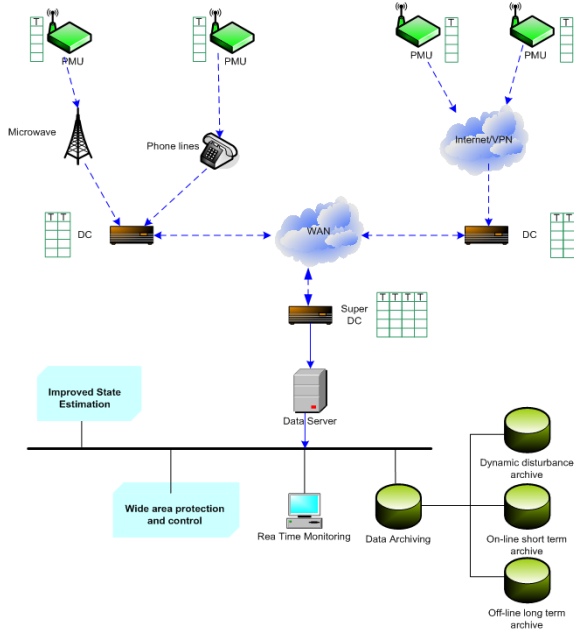 T
T
T
T
PMU
PMU
PMU
PMU
Microwave
Phone lines
Internet/VPN
T T
DC
WAN
DC
T T
Super
DC
T T T T
Improved State
Estimation
Data Server
Wide area protection
and control
Rea Time Monitoring
Data Archiving
Dynamic disturbance
archive
On-line short term
archive
Off-line long term
archive